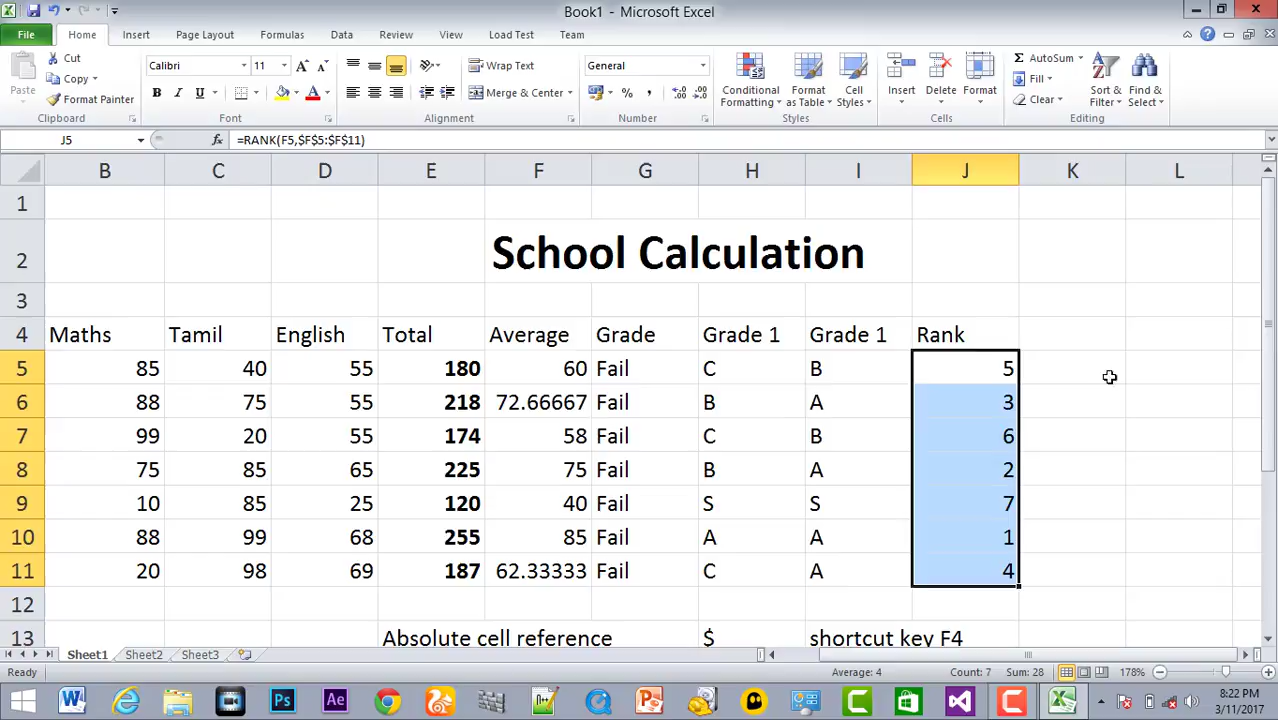 Book1 - Microsoft Excel
File Home Insert Page Layout Formulas Data Review View Load Test Team
Paste
Cut
Copy
Format Painter
Clipboard
Calibri 11
B I U
Font
Wrap Text
Merge & Center
Alignment
General
%
Number
Conditional Formatting
Format as Table
Cell Styles
Styles
Insert
Delete
Format
Cells
Σ AutoSum
Fill
Clear
Sort & Filter
Find & Select
Editing
J5 fx =RANK(F5,$F$5:$F$11)
B C D E F G H I J K L
1
2 School Calculation
3
4 Maths Tamil English Total Average Grade Grade 1 Grade 1 Rank
5 85 40 55 180 60 Fail C B 5
6 88 75 55 218 72.66667 Fail B A 3
7 99 20 55 174 58 Fail C B 6
8 75 85 65 225 75 Fail B A 2
9 10 85 25 120 40 Fail S S 7
10 88 99 68 255 85 Fail A A 1
11 20 98 69 187 62.33333 Fail C A 4
12
13 Absolute cell reference $ shortcut key F4
Sheet1 Sheet2 Sheet3
Ready Average: 4 Count: 7 Sum: 28 178%
8:22 PM
3/11/2017